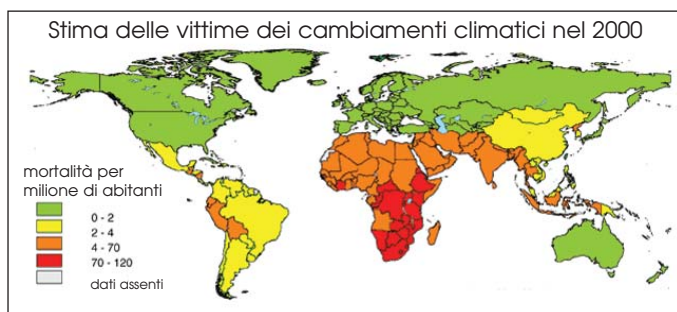 Stima delle vittime dei cambiamenti climatici nel 2000
mortalità per
milione di abitanti
0 - 2
2 - 4
4 - 70
70 - 120
dati assenti